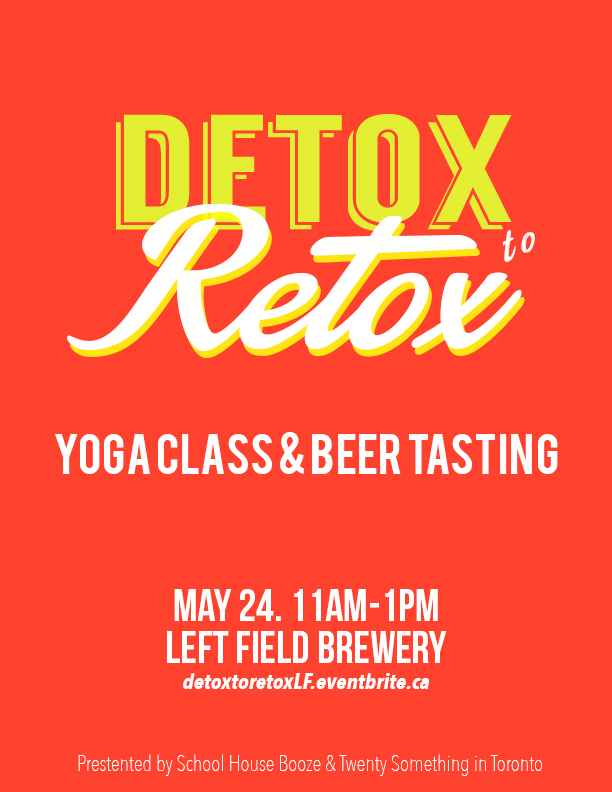 DETOX
to
Retox
YOGA CLASS & BEER TASTING
MAY 24. 11AM-1PM
LEFT FIELD BREWERY
detoxtoretoxLF.eventbrite.ca
Prestented by School House Booze & Twenty Something in Toronto